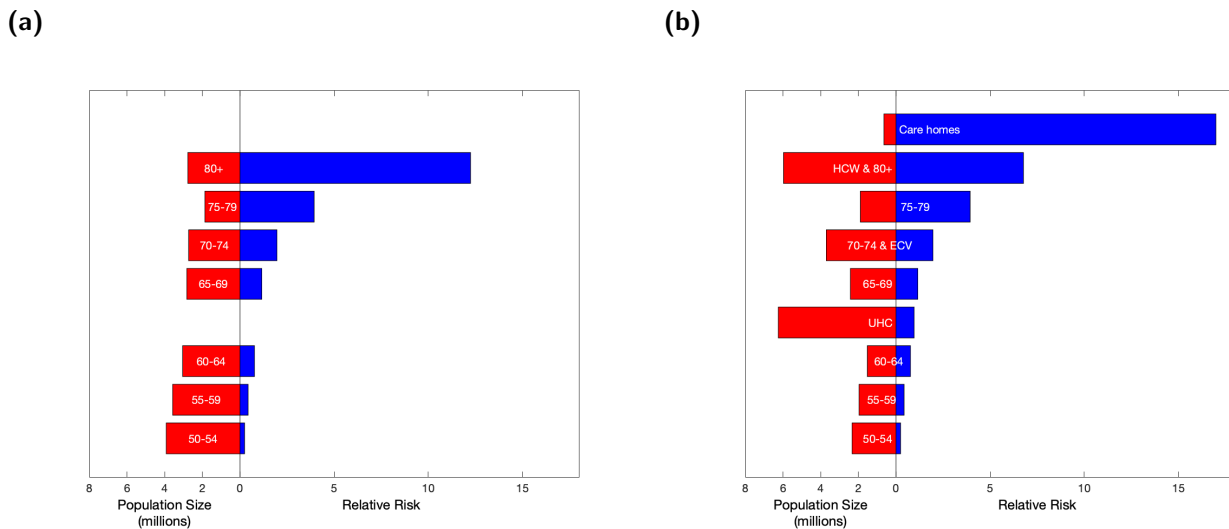 (a)
80+
75-79
70-74
65-69
60-64
55-59
50-54
8 6 4 2 0 5 10 15
Population Size
(millions)
Relative Risk
(b)
Care homes
HCW & 80+
75-79
70-74 & ECV
65-69
UHC
60-64
55-59
50-54
8 6 4 2 0 5 10 15
Population Size
(millions)
Relative Risk